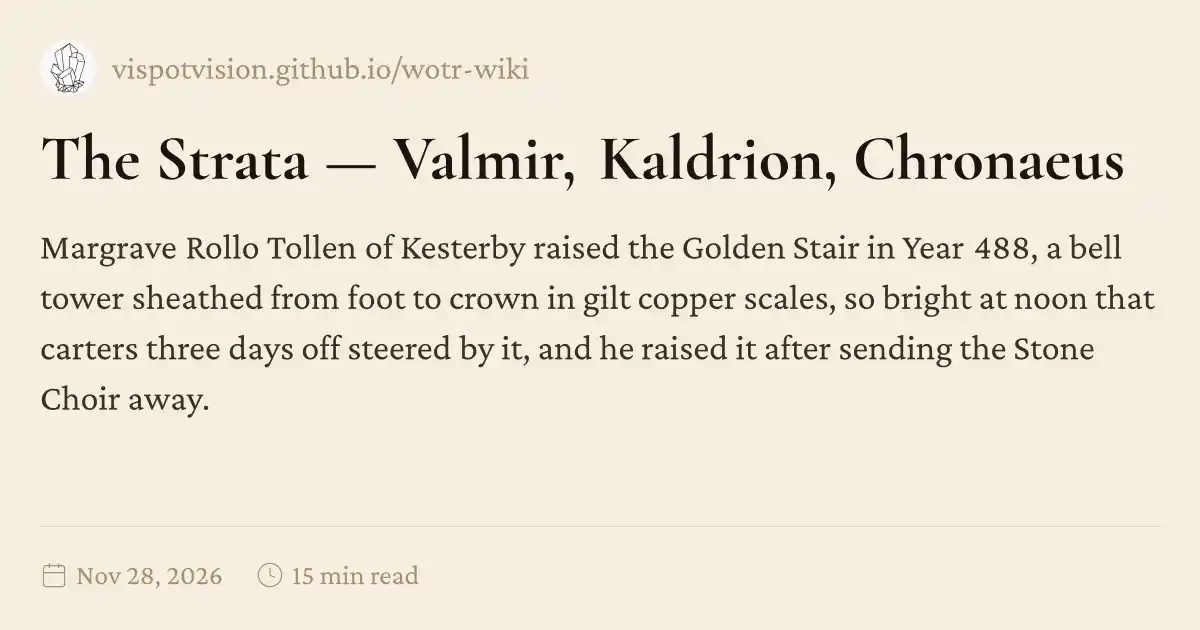 vispotvision.github.io/wotr-wiki
The Strata — Valmir, Kaldrion, Chronaeus
Margrave Rollo Tollen of Kesterby raised the Golden Stair in Year 488, a bell
tower sheathed from foot to crown in gilt copper scales, so bright at noon that
carters three days off steered by it, and he raised it after sending the Stone
Choir away.
Nov 28, 2026
15 min read